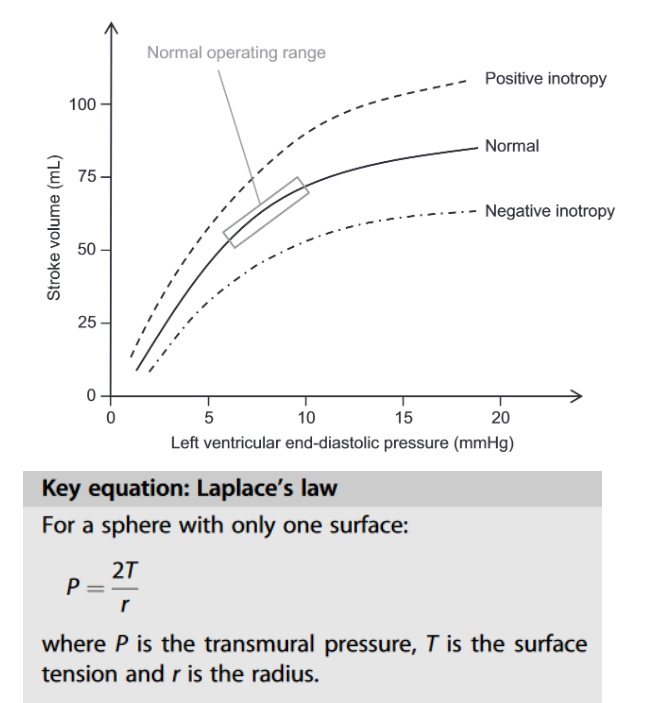 Normal operating range
Positive inotropy
100
Normal
75
Negative inotropy
Stroke volume (mL)
50
25
0
0 5 10 15 20
Left ventricular end-diastolic pressure (mmHg)
Key equation: Laplace's law
For a sphere with only one surface:
P = 2T/r
where P is the transmural pressure, T is the surface
tension and r is the radius.